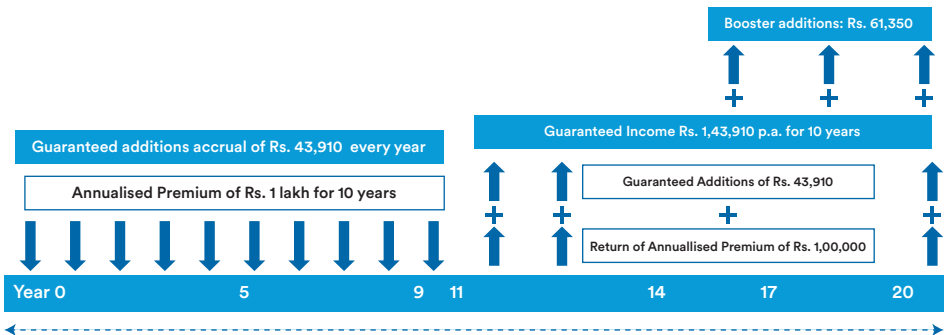 Booster additions: Rs. 61,350
Guaranteed Income Rs. 1,43,910 p.a. for 10 years
Guaranteed additions accrual of Rs. 43,910 every year
Annualised Premium of Rs. 1 lakh for 10 years
Guaranteed Additions of Rs. 43,910
Return of Annuallised Premium of Rs. 1,00,000
Year 0 5 9 11 14 17 20